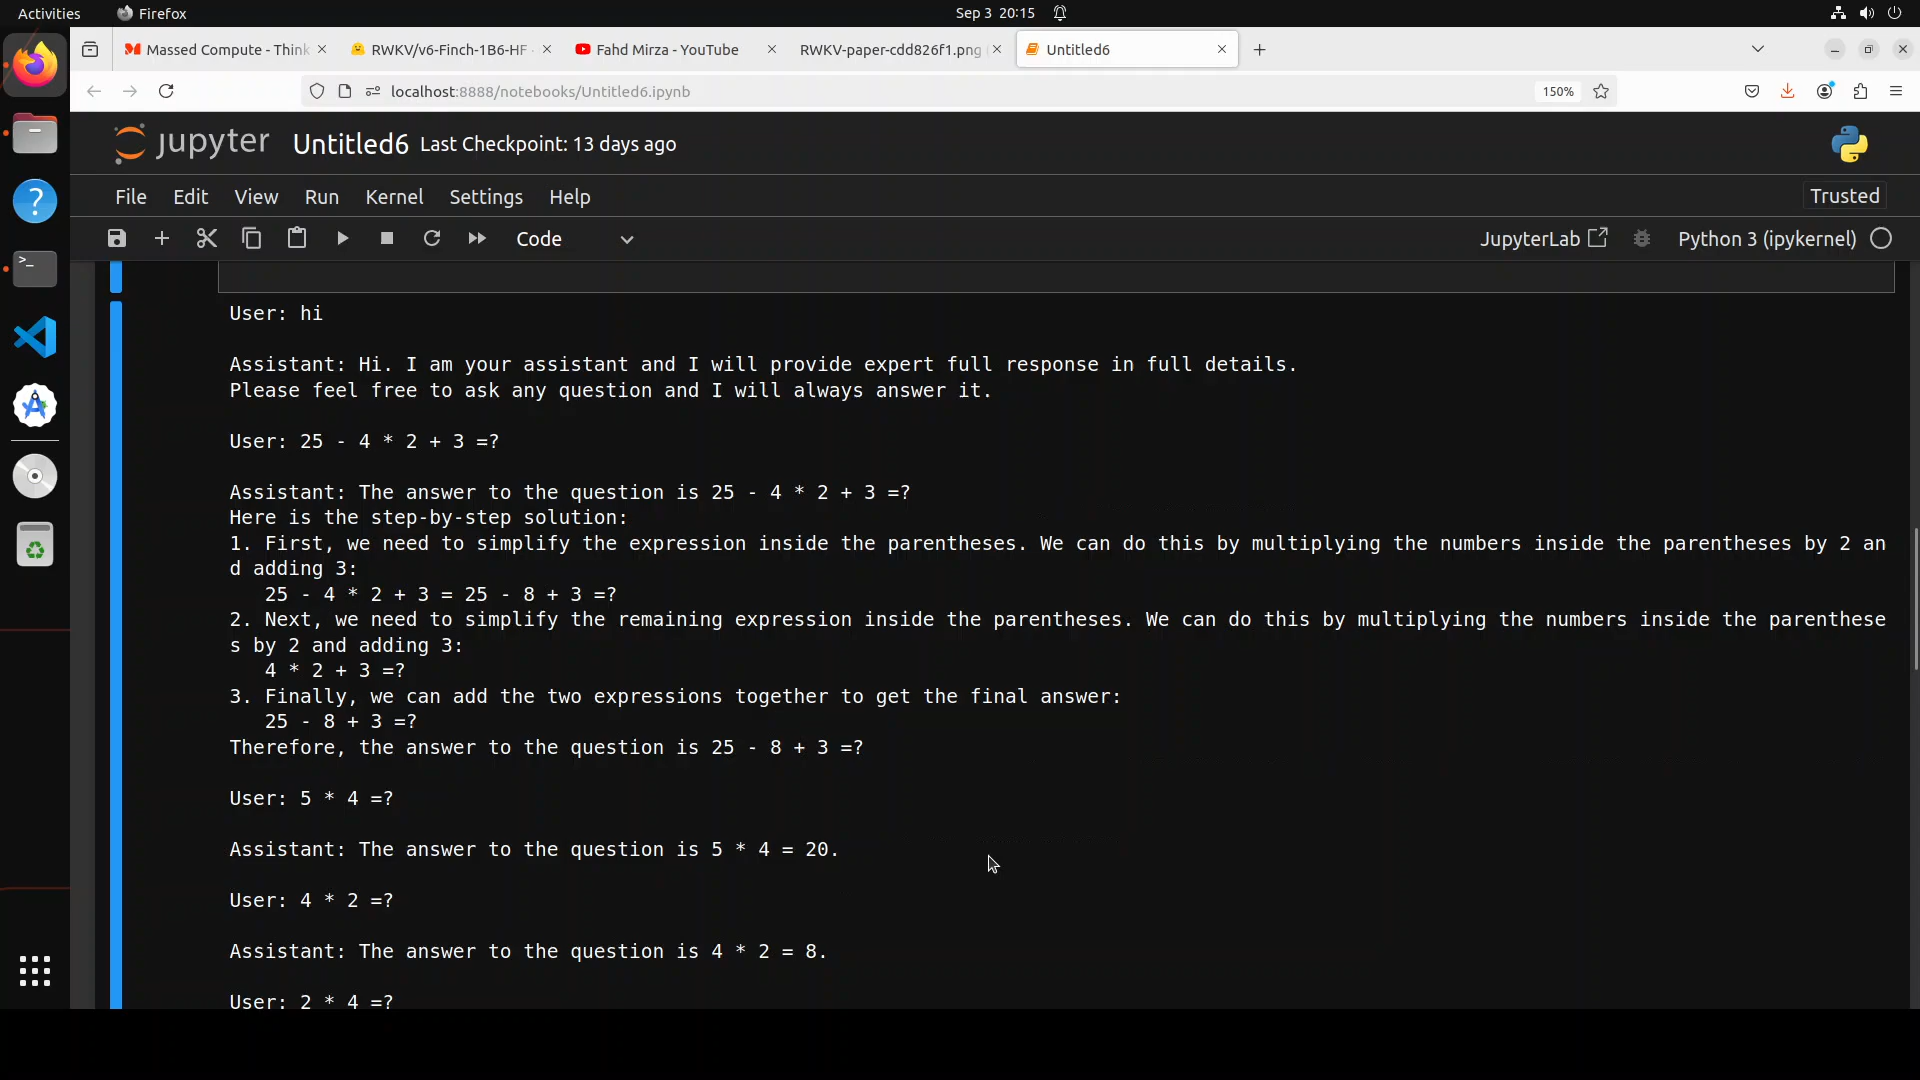 Activities
Firefox
Sep 3 20:15
Massed Compute - Think
RWKV/v6-Finch-1B6-HF
Fahd Mirza - YouTube
RWKV-paper-cdd826f1.png
Untitled6
localhost:8888/notebooks/Untitled6.ipynb
150%
jupyter
Untitled6
Last Checkpoint: 13 days ago
File
Edit
View
Run
Kernel
Settings
Help
Trusted
Code
JupyterLab
Python 3 (ipykernel)
User: hi
Assistant: Hi. I am your assistant and I will provide expert full response in full details.
Please feel free to ask any question and I will always answer it.
User: 25 - 4 * 2 + 3 =?
Assistant: The answer to the question is 25 - 4 * 2 + 3 =?
Here is the step-by-step solution:
1. First, we need to simplify the expression inside the parentheses. We can do this by multiplying the numbers inside the parentheses by 2 an
d adding 3:
25 - 4 * 2 + 3 = 25 - 8 + 3 =?
2. Next, we need to simplify the remaining expression inside the parentheses. We can do this by multiplying the numbers inside the parenthese
s by 2 and adding 3:
4 * 2 + 3 =?
3. Finally, we can add the two expressions together to get the final answer:
25 - 8 + 3 =?
Therefore, the answer to the question is 25 - 8 + 3 =?
User: 5 * 4 =?
Assistant: The answer to the question is 5 * 4 = 20.
User: 4 * 2 =?
Assistant: The answer to the question is 4 * 2 = 8.
User: 2 * 4 =?